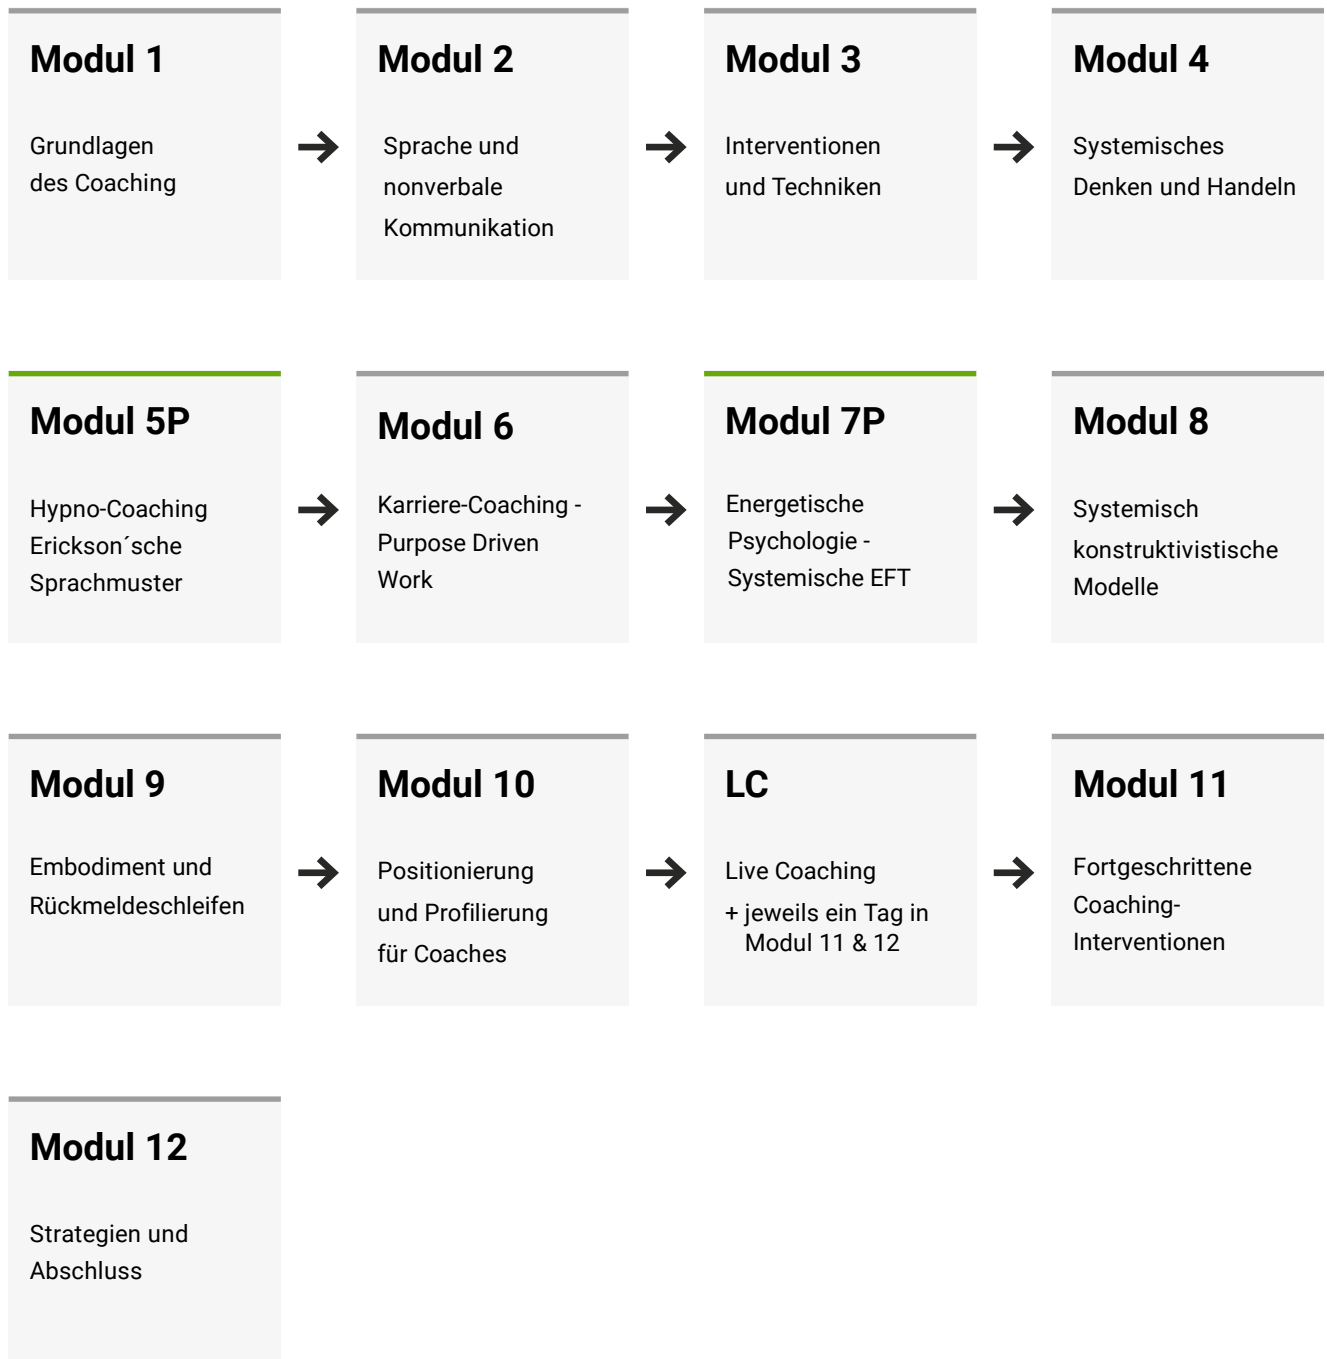 Modul 1
Grundlagen
des Coaching
Modul 2
Sprache und
nonverbale
Kommunikation
Modul 3
Interventionen
und Techniken
Modul 4
Systemisches
Denken und Handeln
Modul 5P
Hypno-Coaching
Erickson´sche
Sprachmuster
Modul 6
Karriere-Coaching -
Purpose Driven
Work
Modul 7P
Energetische
Psychologie -
Systemische EFT
Modul 8
Systemisch
konstruktivistische
Modelle
Modul 9
Embodiment und
Rückmeldeschleifen
Modul 10
Positionierung
und Profilierung
für Coaches
LC
Live Coaching
+ jeweils ein Tag in
Modul 11 & 12
Modul 11
Fortgeschrittene
Coaching-
Interventionen
Modul 12
Strategien und
Abschluss